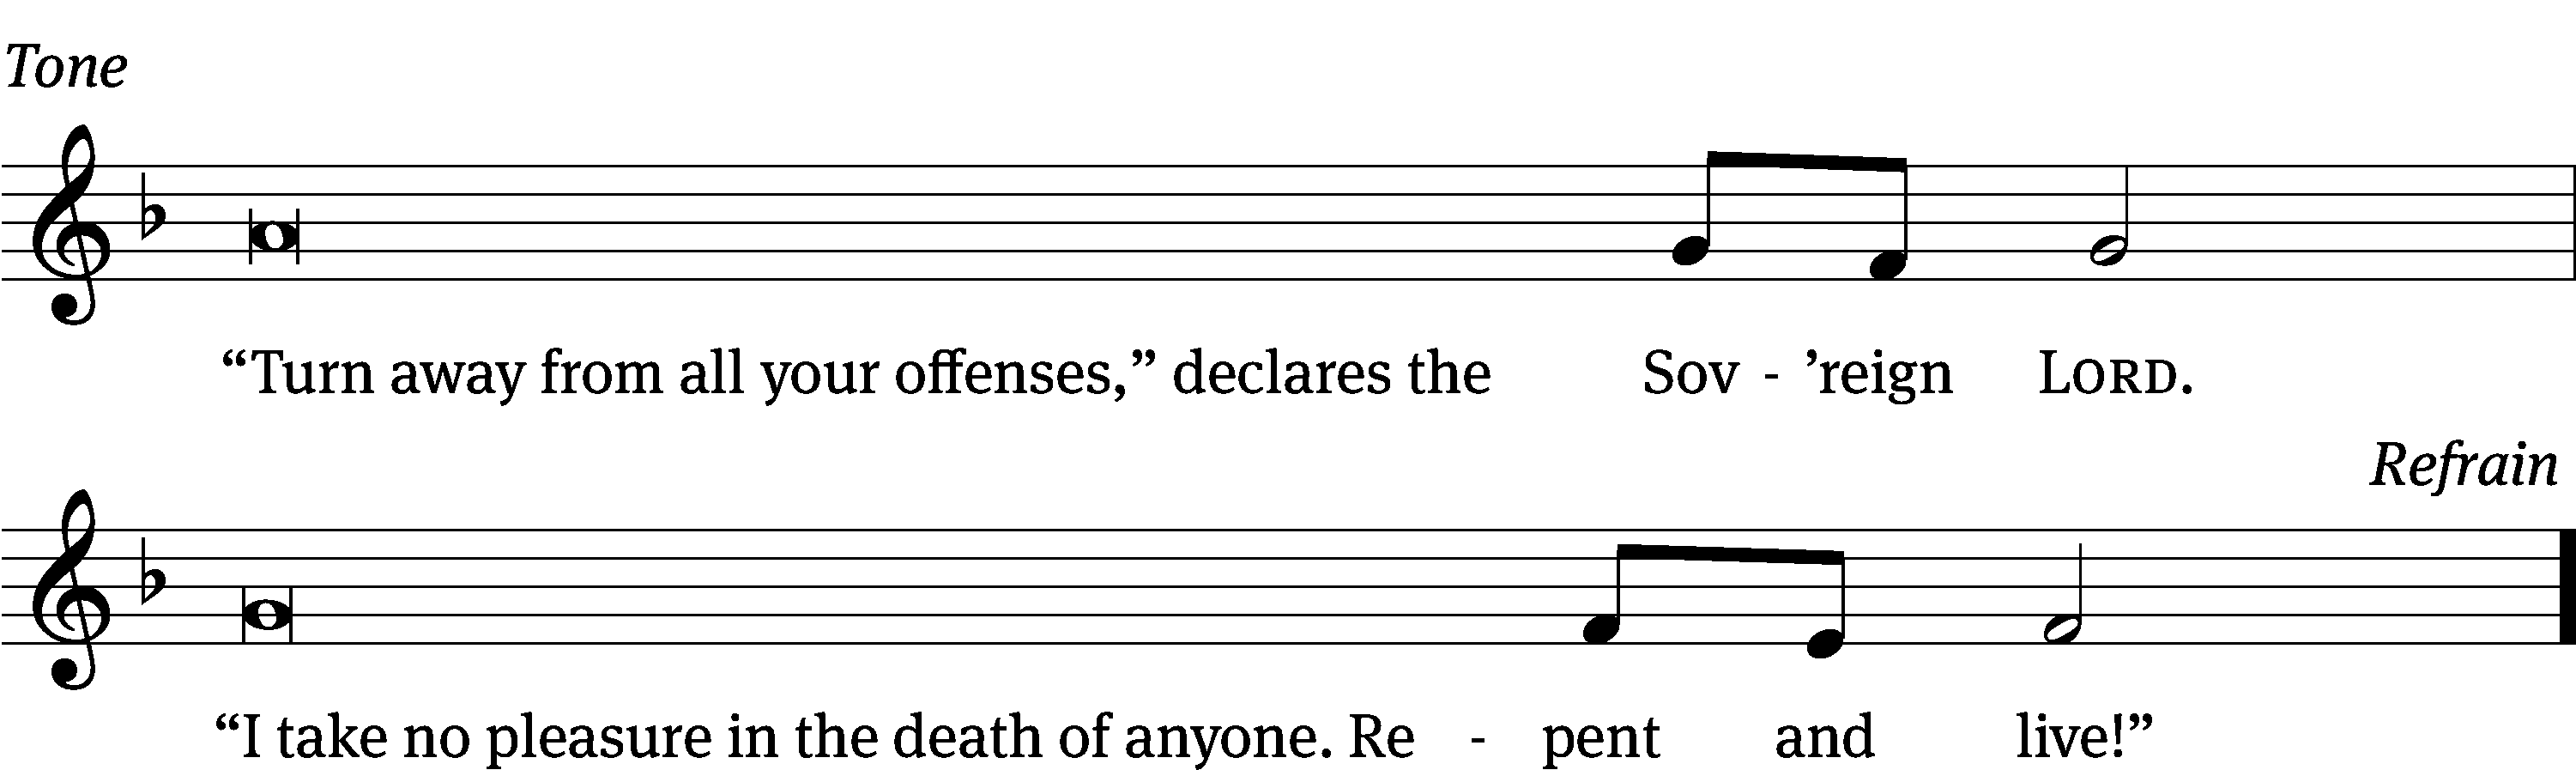 Tone
“Turn away from all your offenses,” declares the Sov - ’reign LORD.
Refrain
“I take no pleasure in the death of anyone. Re - pent and live!”